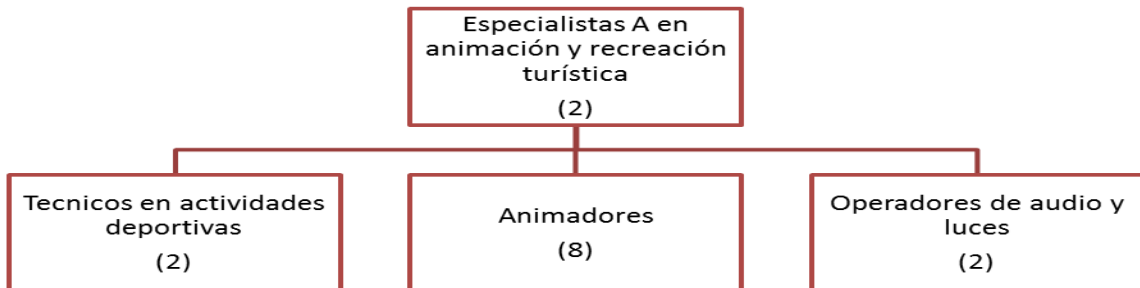 Especialistas A en
animación y recreación
turística
(2)
Tecnicos en actividades
deportivas
(2)
Animadores
(8)
Operadores de audio y
luces
(2)